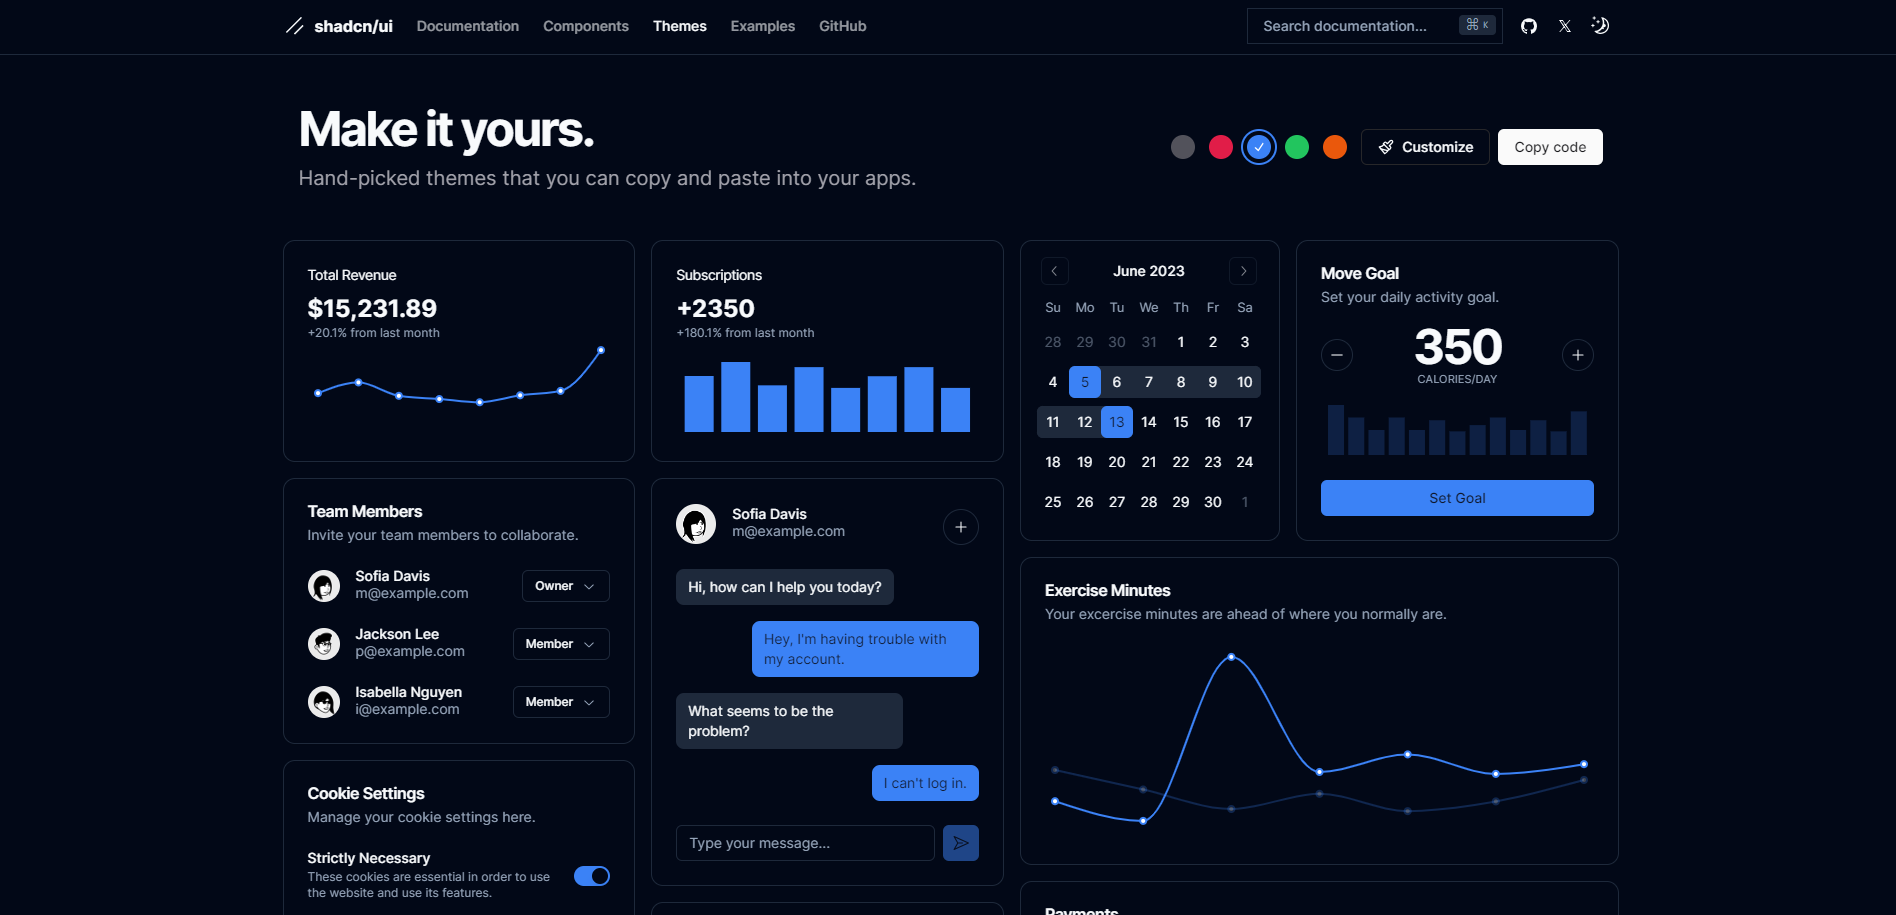 shadcn/ui Documentation Components Themes Examples GitHub Search documentation... ⌘ K
Make it yours.
Hand-picked themes that you can copy and paste into your apps.
Customize Copy code
Total Revenue
$15,231.89
+20.1% from last month
Subscriptions
+2350
+180.1% from last month
June 2023
Su Mo Tu We Th Fr Sa
28 29 30 31 1 2 3
4 5 6 7 8 9 10
11 12 13 14 15 16 17
18 19 20 21 22 23 24
25 26 27 28 29 30 1
Move Goal
Set your daily activity goal.
350
CALORIES/DAY
Set Goal
Team Members
Invite your team members to collaborate.
Sofia Davis
m@example.com
Owner
Jackson Lee
p@example.com
Member
Isabella Nguyen
i@example.com
Member
Sofia Davis
m@example.com
Hi, how can I help you today?
Hey, I'm having trouble with
my account.
What seems to be the
problem?
I can't log in.
Type your message...
Exercise Minutes
Your excercise minutes are ahead of where you normally are.
Cookie Settings
Manage your cookie settings here.
Strictly Necessary
These cookies are essential in order to use
the website and use its features.
Payments